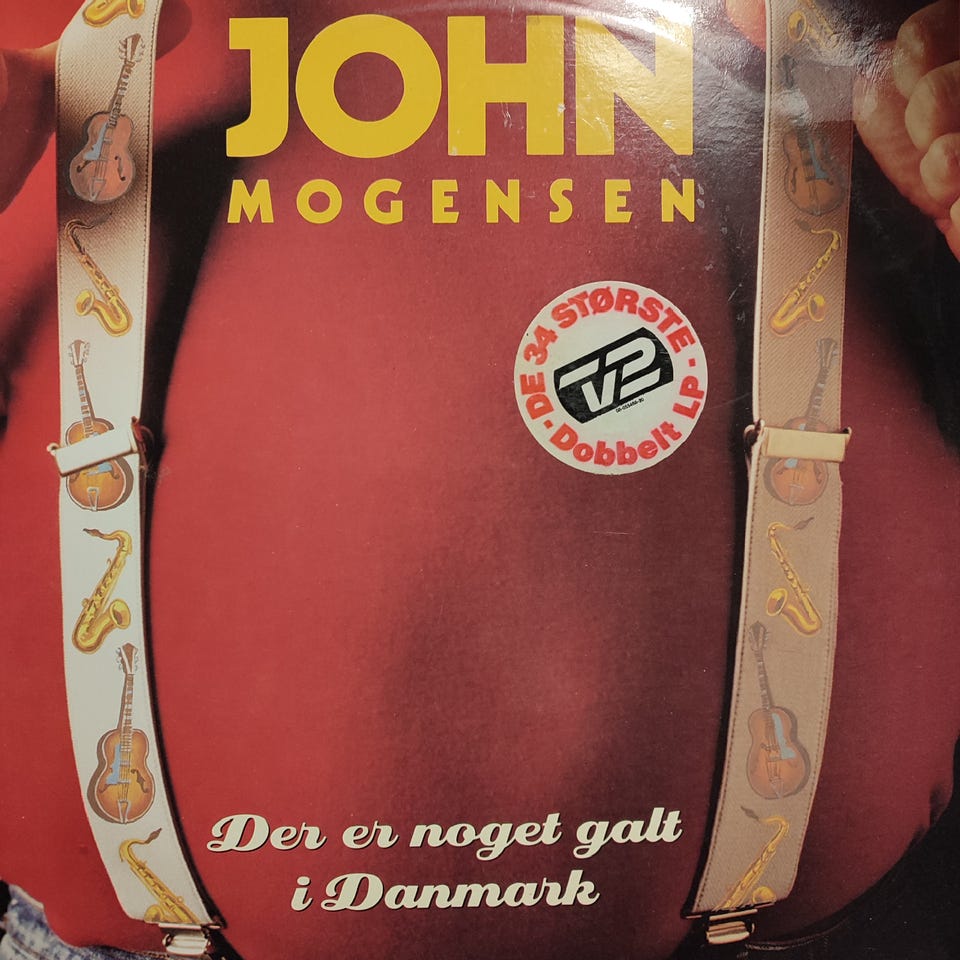 JOHN
MOGENSEN
DE 34 STØRSTE -
TV2
- Dobbelt LP -
Der er noget galt
i Danmark